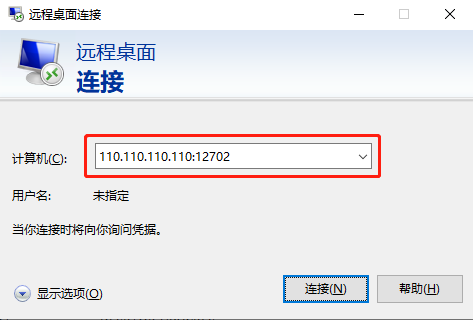 远程桌面连接
远程桌面
连接
计算机(C): 110.110.110.110:12702
用户名: 未指定
当你连接时将向你询问凭据。
显示选项(O) 连接(N) 帮助(H)